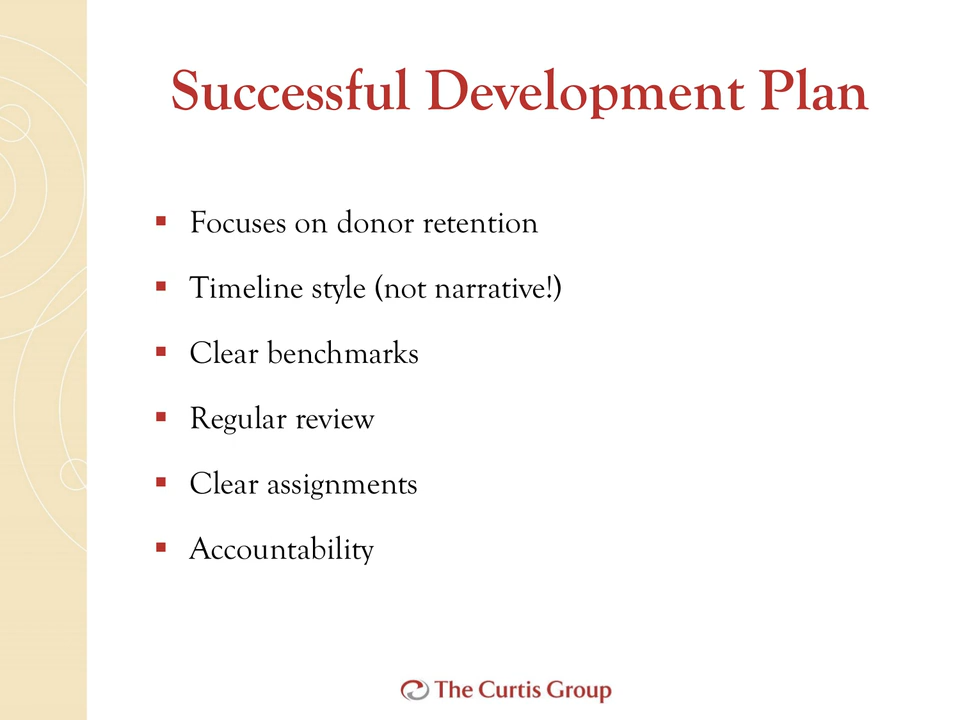 Successful Development Plan
▪ Focuses on donor retention
▪ Timeline style (not narrative!)
▪ Clear benchmarks
▪ Regular review
▪ Clear assignments
▪ Accountability
The Curtis Group